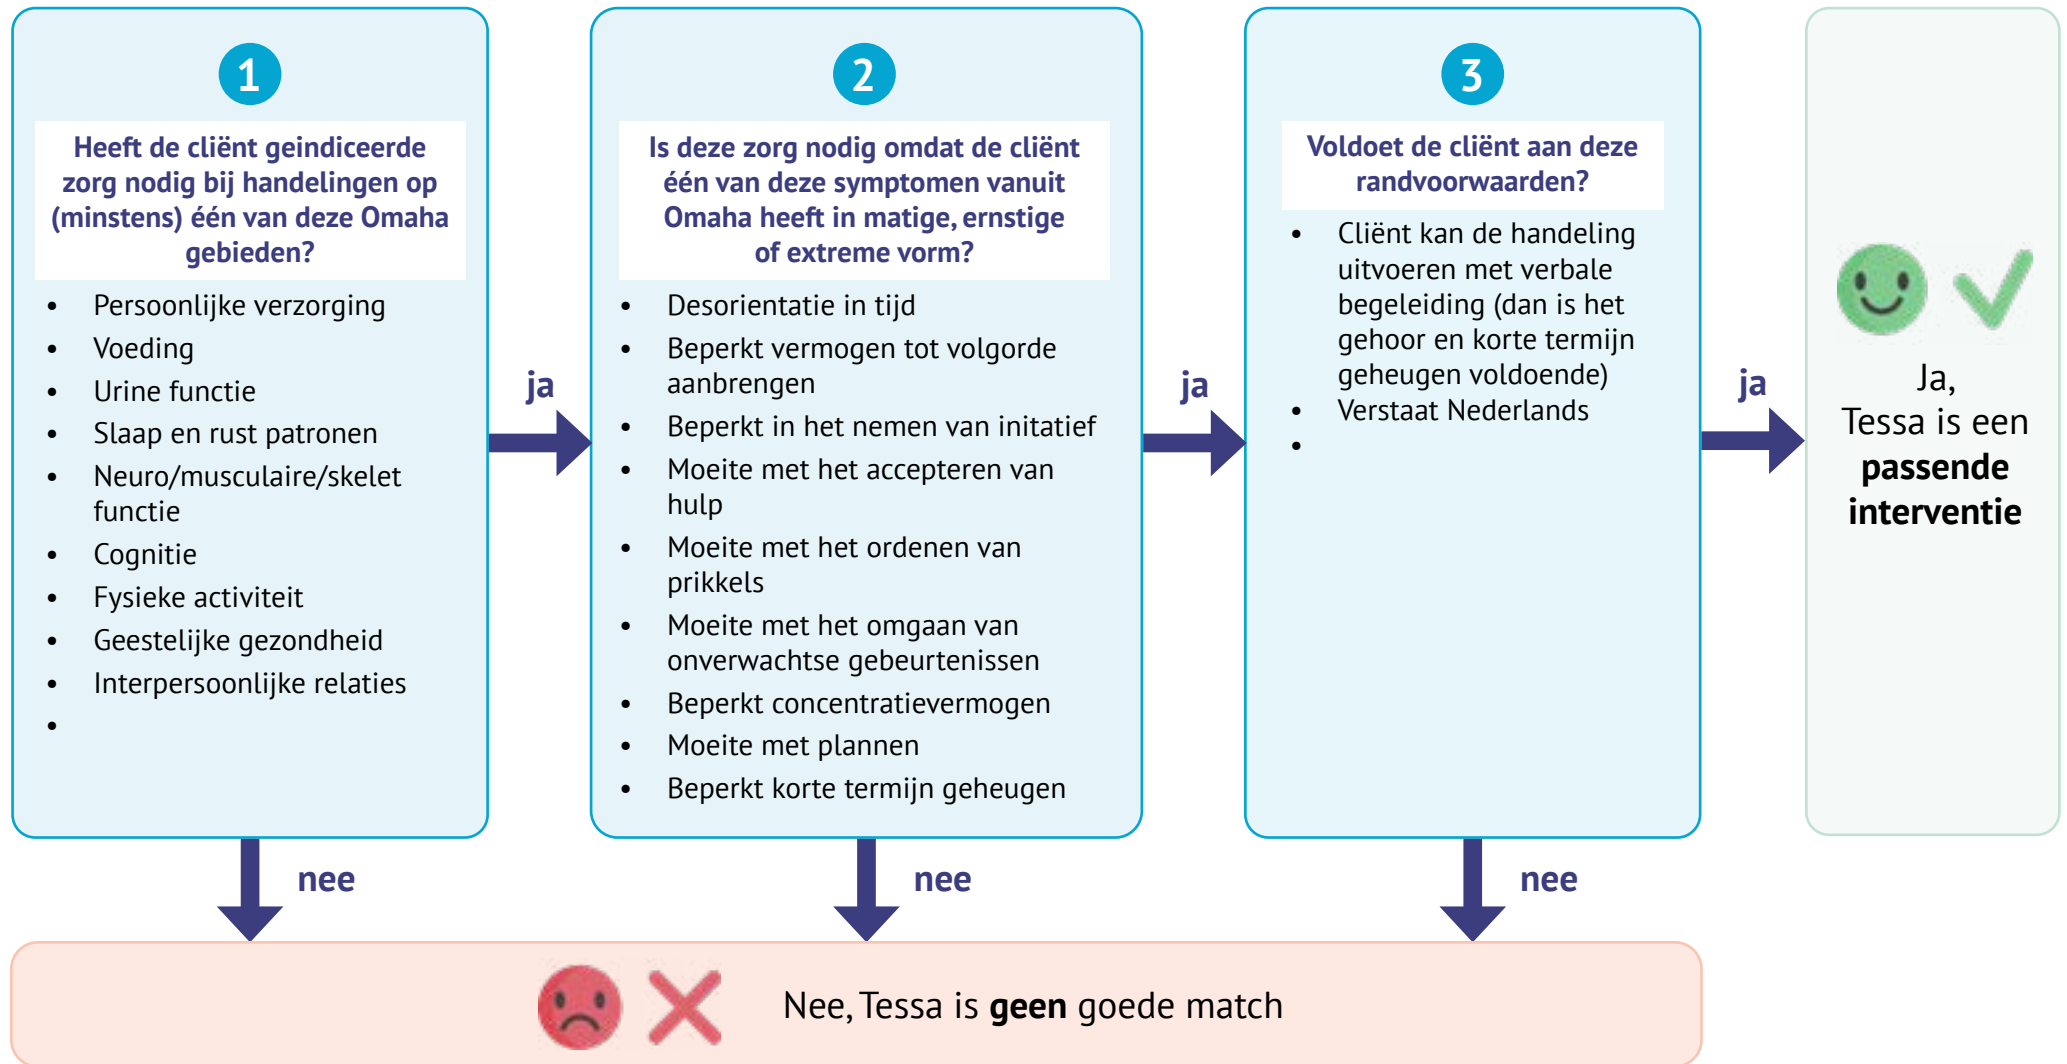 1
Heeft de cliënt geindiceerde
zorg nodig bij handelingen op
(minstens) één van deze Omaha
gebieden?
• Persoonlijke verzorging
• Voeding
• Urine functie
• Slaap en rust patronen
• Neuro/musculaire/skelet
functie
• Cognitie
• Fysieke activiteit
• Geestelijke gezondheid
• Interpersoonlijke relaties
•
ja
nee
2
Is deze zorg nodig omdat de cliënt
één van deze symptomen vanuit
Omaha heeft in matige, ernstige
of extreme vorm?
• Desorientatie in tijd
• Beperkt vermogen tot volgorde
aanbrengen
• Beperkt in het nemen van initatief
• Moeite met het accepteren van
hulp
• Moeite met het ordenen van
prikkels
• Moeite met het omgaan van
onverwachtse gebeurtenissen
• Beperkt concentratievermogen
• Moeite met plannen
• Beperkt korte termijn geheugen
ja
nee
3
Voldoet de cliënt aan deze
randvoorwaarden?
• Cliënt kan de handeling
uitvoeren met verbale
begeleiding (dan is het
gehoor en korte termijn
geheugen voldoende)
• Verstaat Nederlands
•
ja
nee
Ja,
Tessa is een
passende
interventie
Nee, Tessa is geen goede match